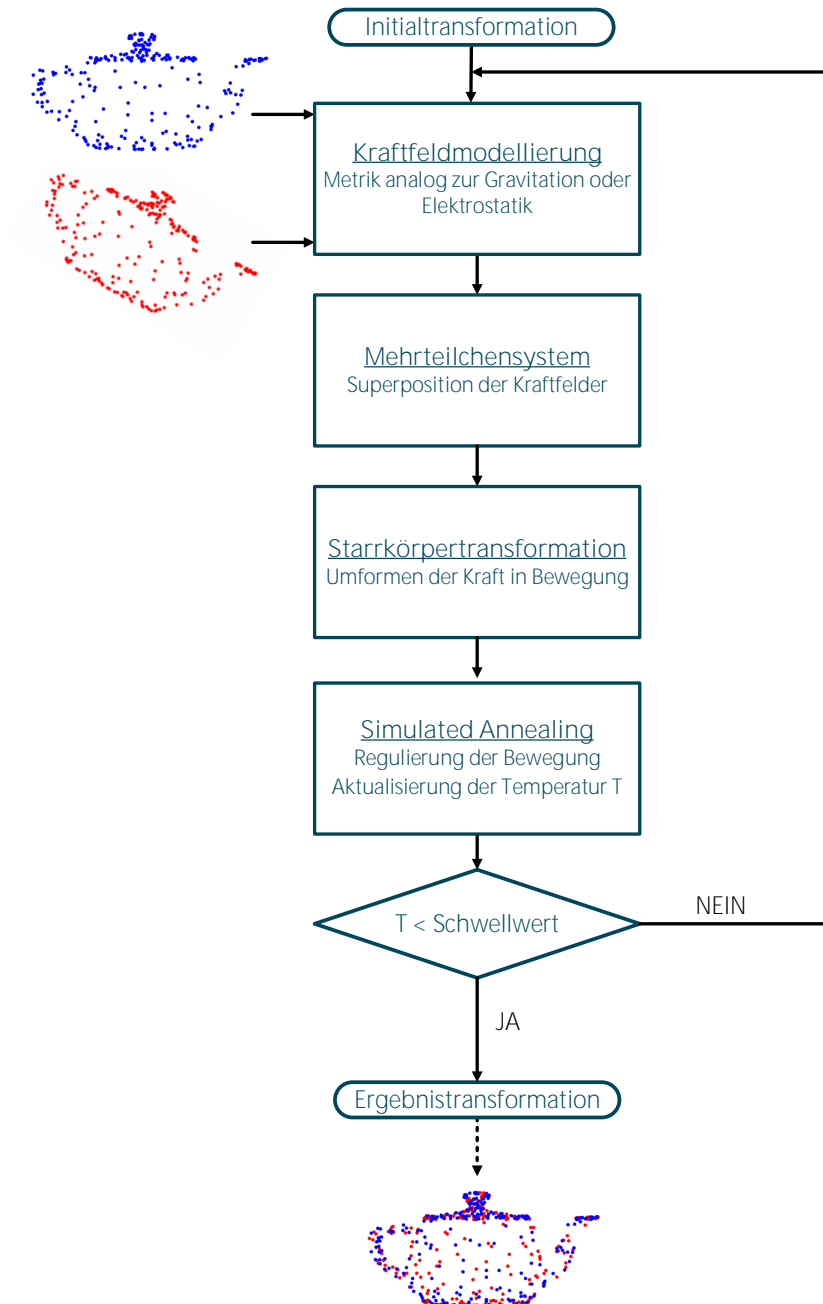 Initialtransformation
Kraftfeldmodellierung
Metrik analog zur Gravitation oder
Elektrostatik
Mehrteilchensystem
Superposition der Kraftfelder
Starrkörpertransformation
Umformen der Kraft in Bewegung
Simulated Annealing
Regulierung der Bewegung
Aktualisierung der Temperatur T
T < Schwellwert
NEIN
JA
Ergebnistransformation